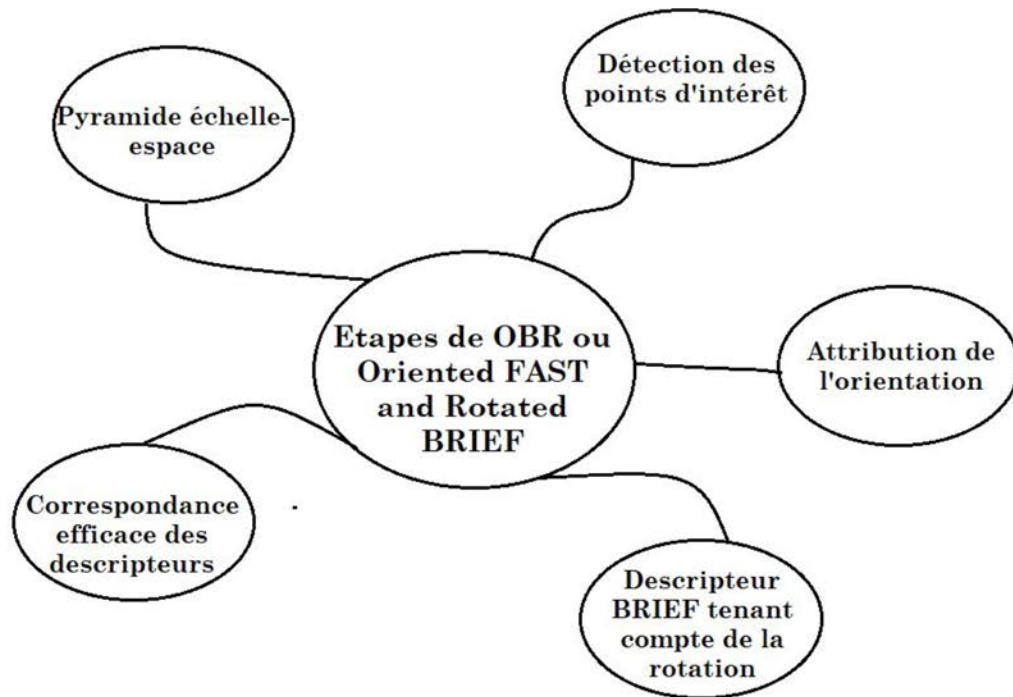 Pyramide échelle-
espace
Détection des
points d'intérêt
Etapes de OBR ou
Oriented FAST
and Rotated
BRIEF
Attribution de
l'orientation
Correspondance
efficace des
descripteurs
Descripteur
BRIEF tenant
compte de la
rotation